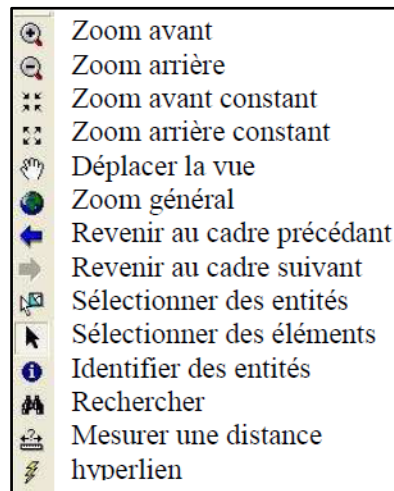 Zoom avant
Zoom arrière
Zoom avant constant
Zoom arrière constant
Déplacer la vue
Zoom général
Revenir au cadre précédant
Revenir au cadre suivant
Sélectionner des entités
Sélectionner des éléments
Identifier des entités
Rechercher
Mesurer une distance
hyperlien